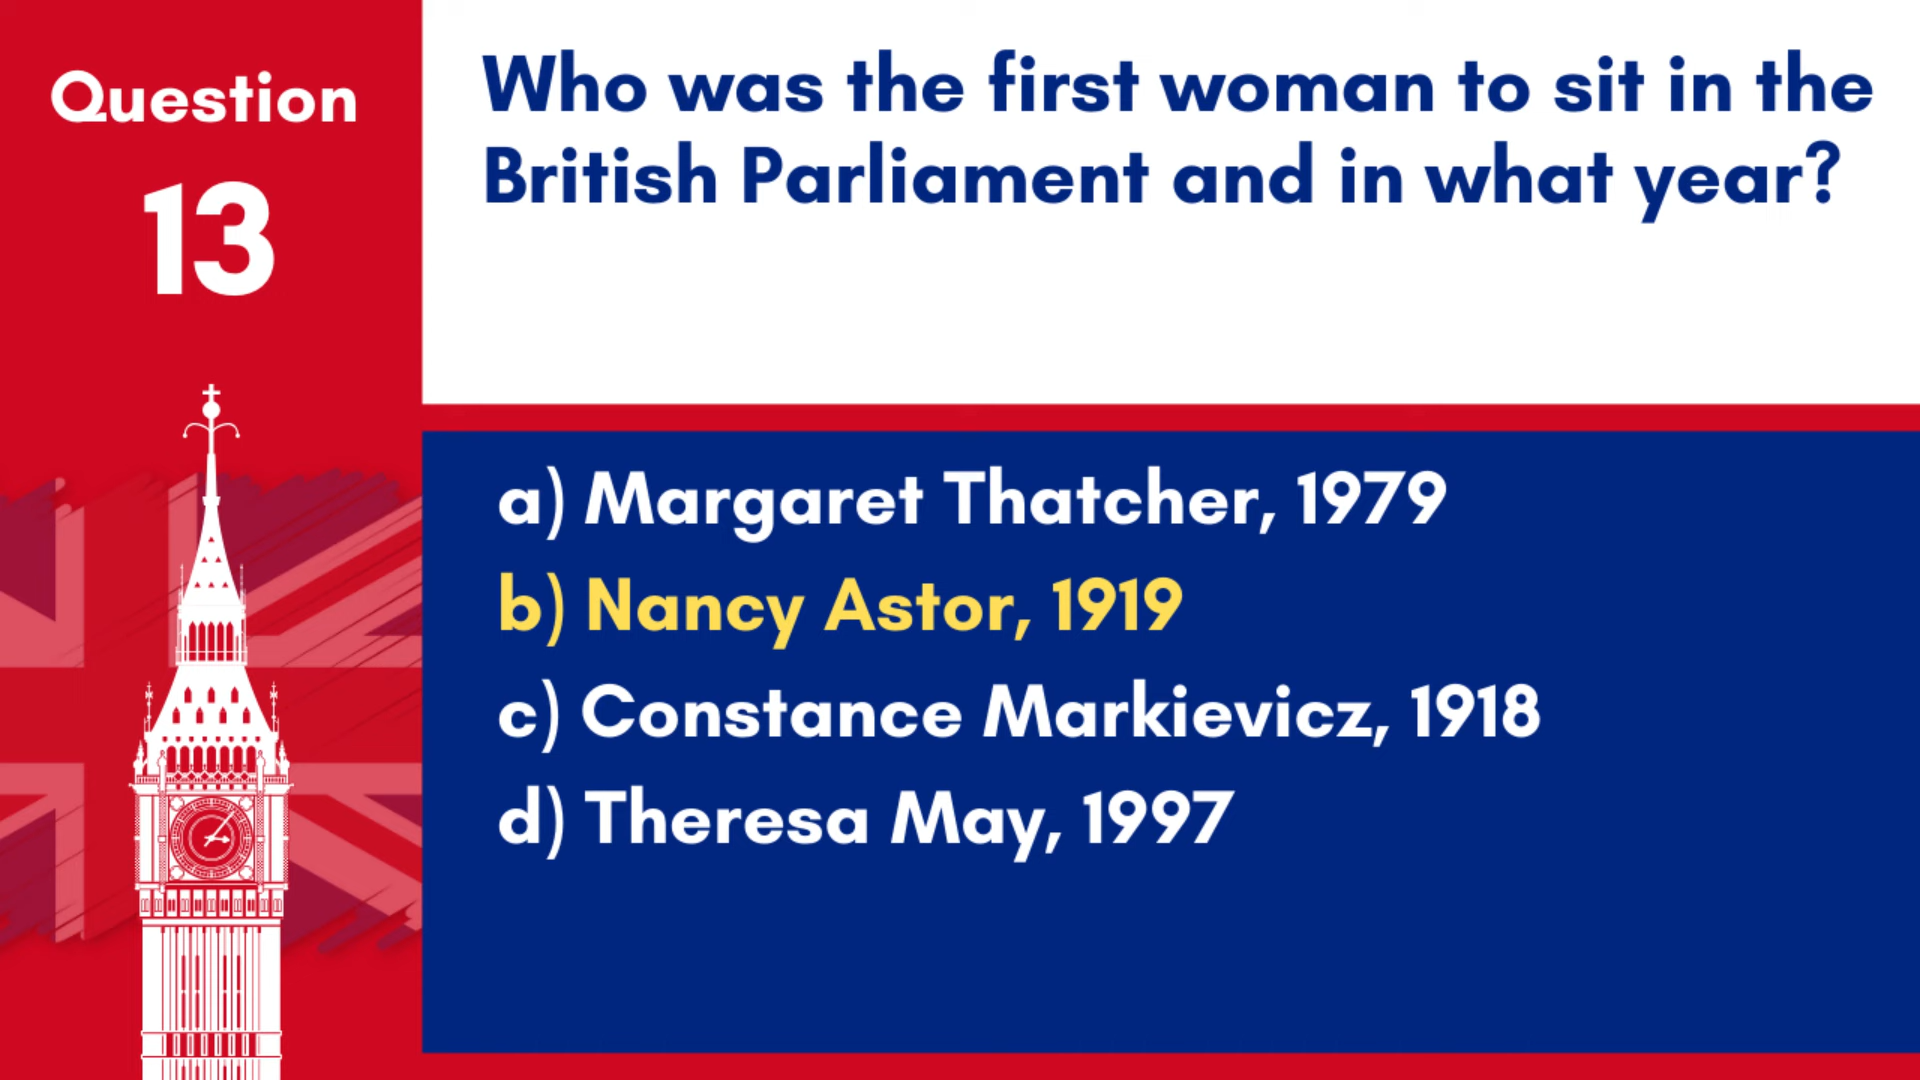 Question
13
Who was the first woman to sit in the
British Parliament and in what year?
a) Margaret Thatcher, 1979
b) Nancy Astor, 1919
c) Constance Markievicz, 1918
d) Theresa May, 1997